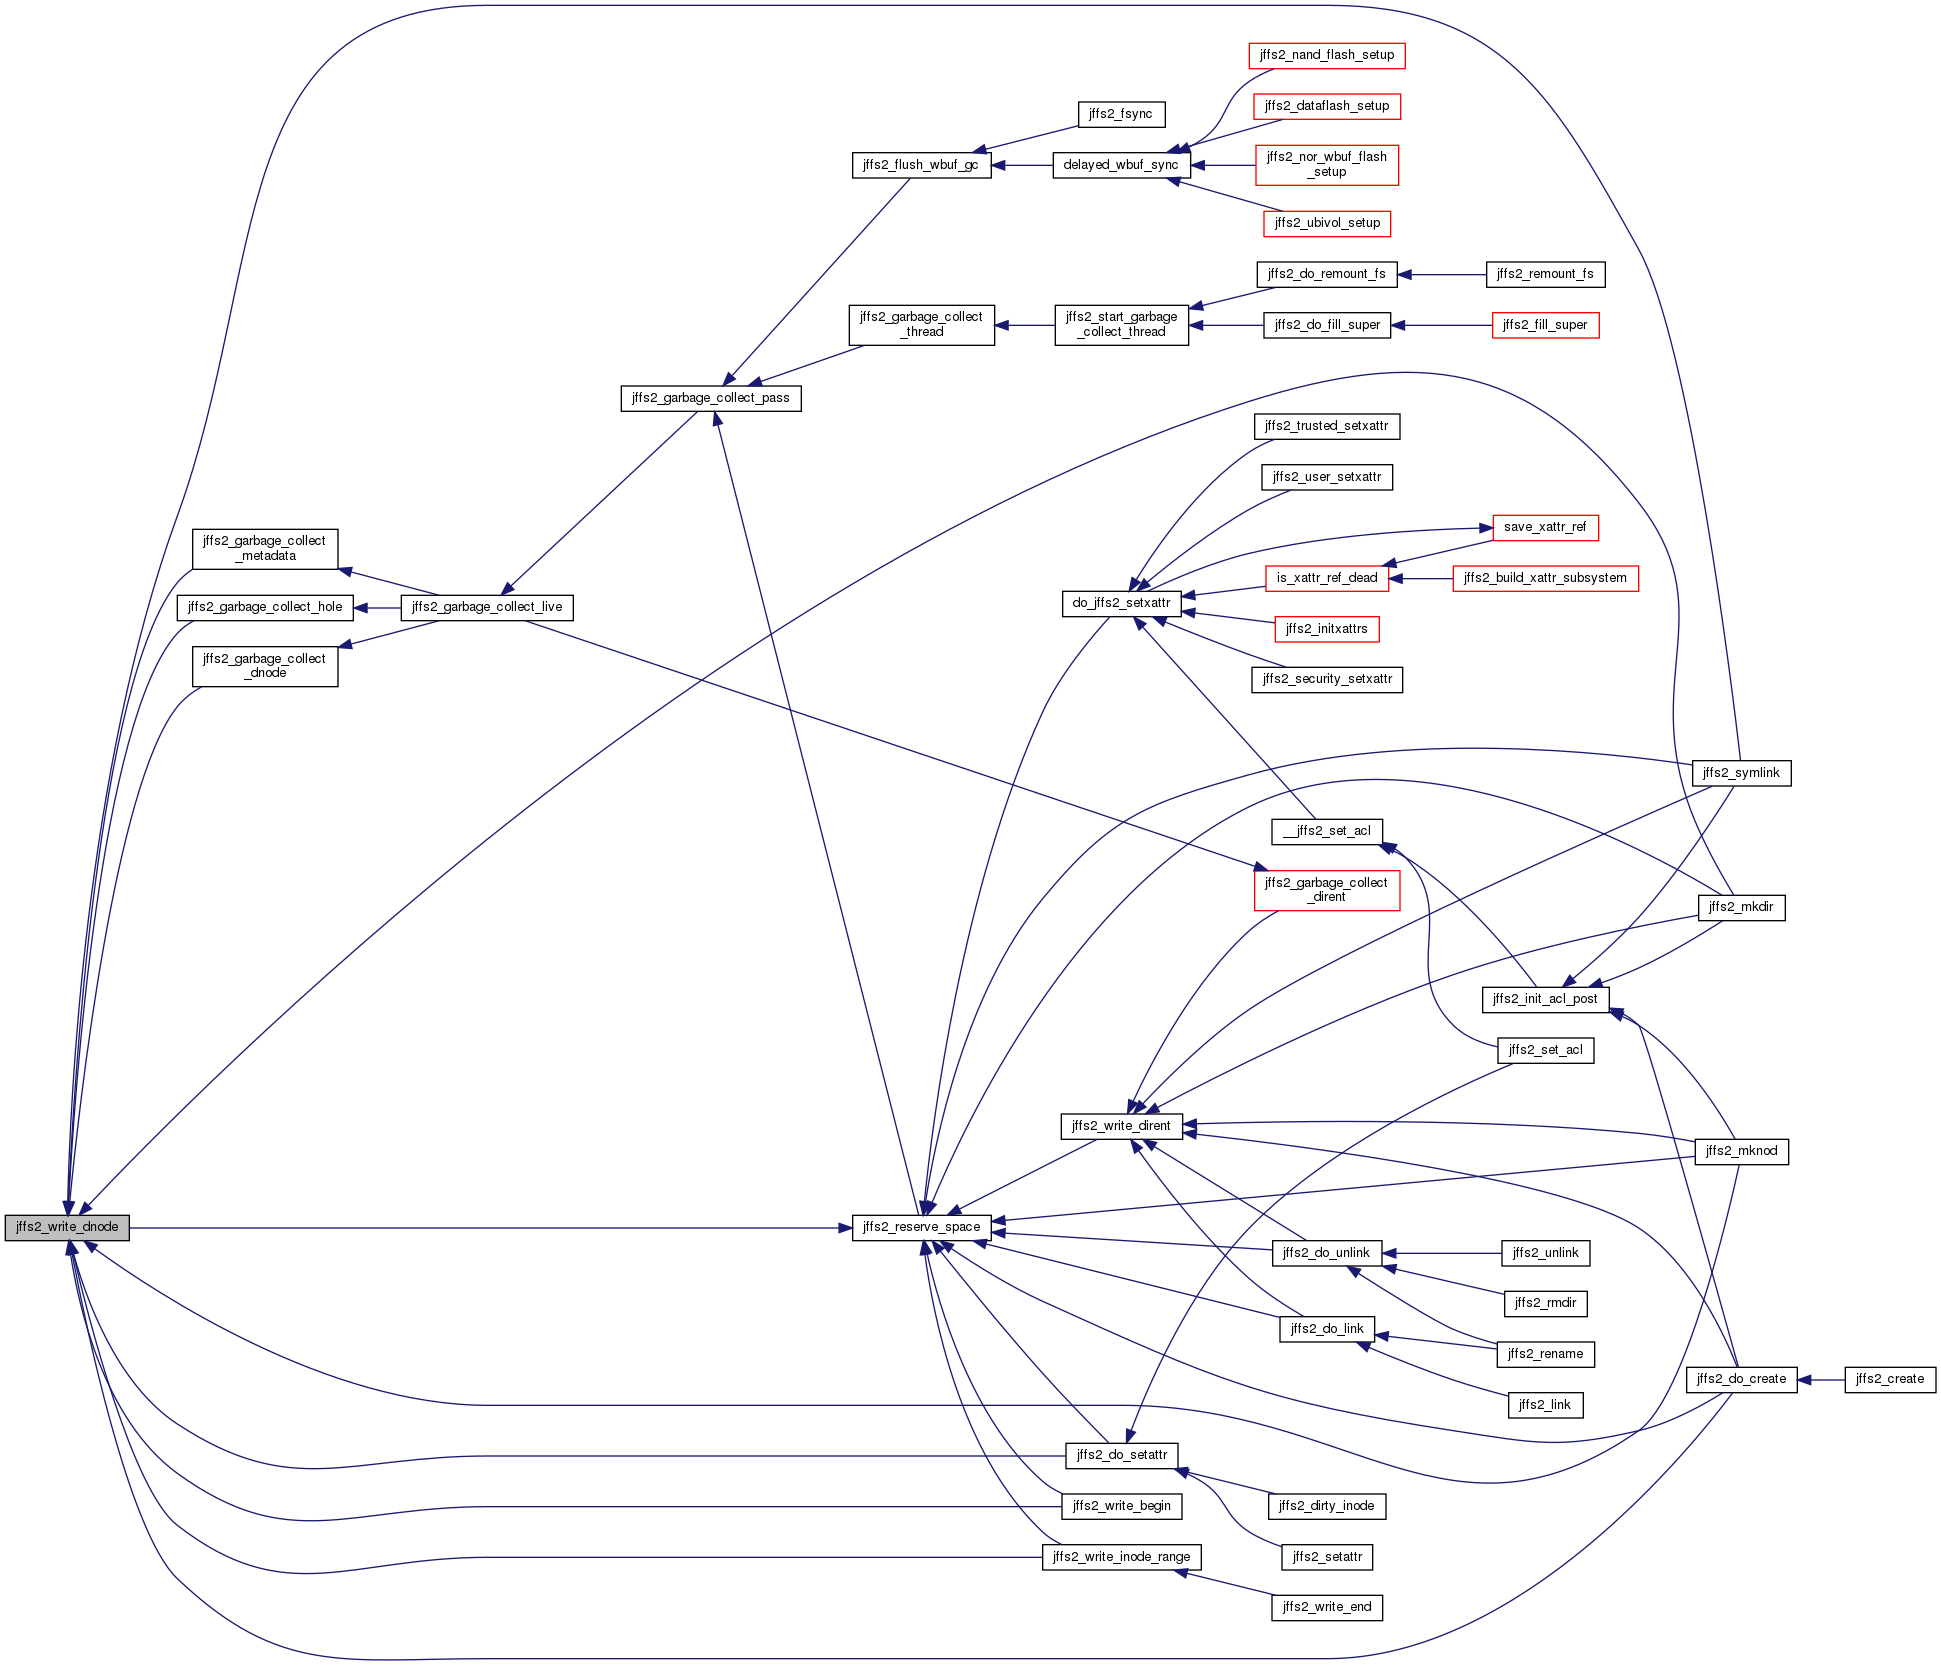 jffs2_nand_flash_setup
jffs2_dataflash_setup
jffs2_fsync
jffs2_flush_wbuf_gc
delayed_wbuf_sync
jffs2_nor_wbuf_flash
_setup
jffs2_ubivol_setup
jffs2_do_remount_fs
jffs2_remount_fs
jffs2_garbage_collect
_thread
jffs2_start_garbage
_collect_thread
jffs2_do_fill_super
jffs2_fill_super
jffs2_garbage_collect_pass
jffs2_trusted_setxattr
jffs2_user_setxattr
save_xattr_ref
jffs2_garbage_collect
_metadata
is_xattr_ref_dead
jffs2_build_xattr_subsystem
jffs2_garbage_collect_hole
jffs2_garbage_collect_live
do_jffs2_setxattr
jffs2_initxattrs
jffs2_garbage_collect
_dnode
jffs2_security_setxattr
jffs2_symlink
__jffs2_set_acl
jffs2_garbage_collect
_dirent
jffs2_mkdir
jffs2_init_acl_post
jffs2_set_acl
jffs2_write_dirent
jffs2_mknod
jffs2_write_dnode
jffs2_reserve_space
jffs2_do_unlink
jffs2_unlink
jffs2_rmdir
jffs2_do_link
jffs2_rename
jffs2_do_create
jffs2_create
jffs2_link
jffs2_do_setattr
jffs2_write_begin
jffs2_dirty_inode
jffs2_write_inode_range
jffs2_setattr
jffs2_write_end